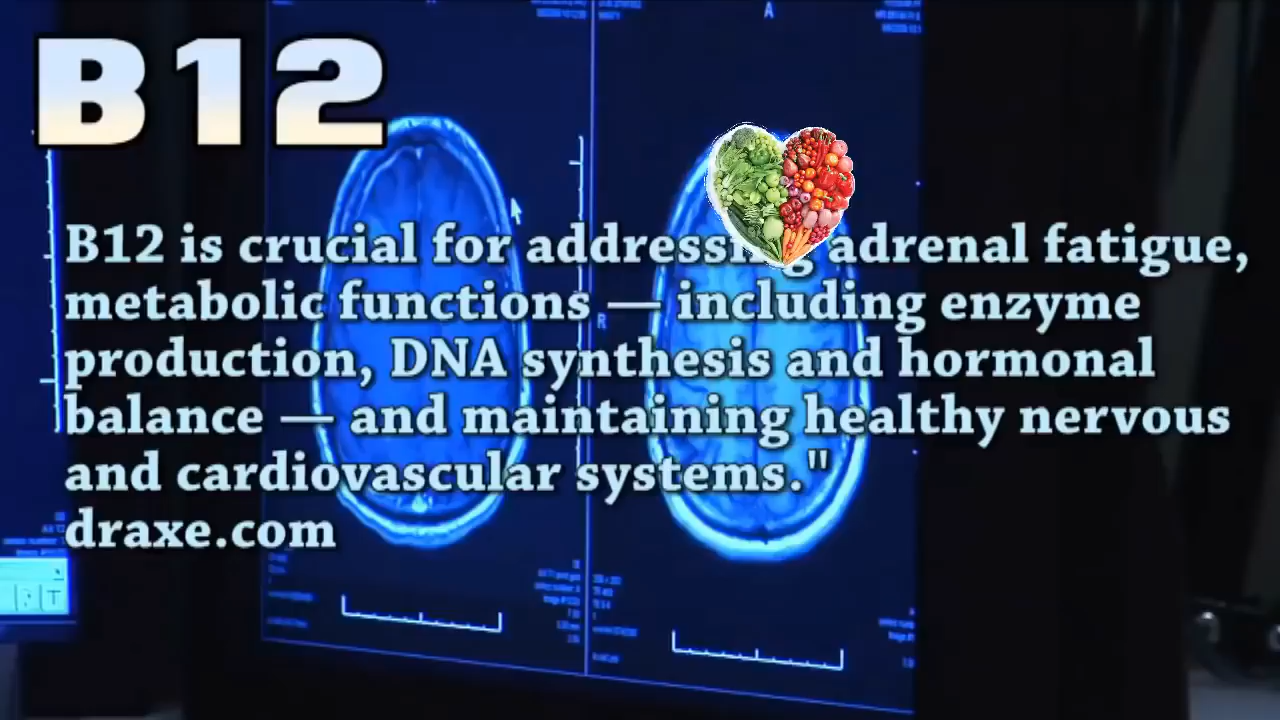 B12
A
R
B12 is crucial for addressing adrenal fatigue,
metabolic functions — including enzyme
production, DNA synthesis and hormonal
balance — and maintaining healthy nervous
and cardiovascular systems."
draxe.com
T